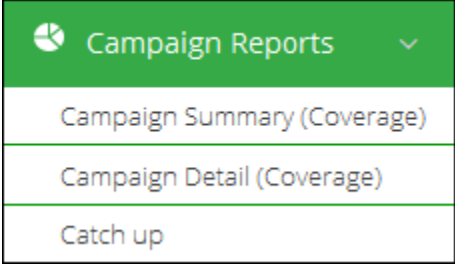 Campaign Reports
Campaign Summary (Coverage)
Campaign Detail (Coverage)
Catch up